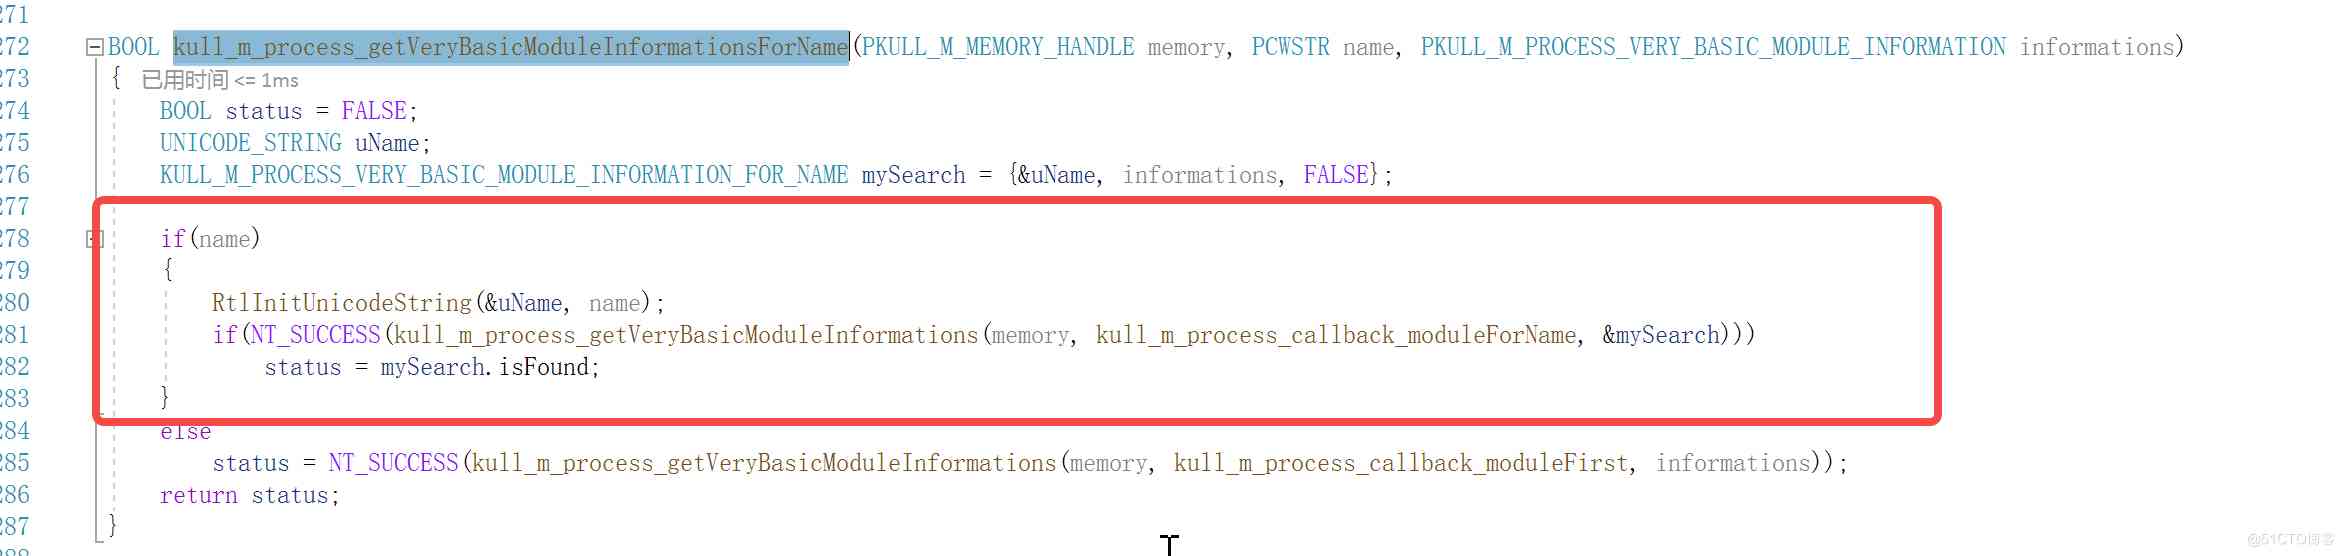 271
272 BOOL kull_m_process_getVeryBasicModuleInformationsForName(PKULL_M_MEMORY_HANDLE memory, PCWSTR name, PKULL_M_PROCESS_VERY_BASIC_MODULE_INFORMATION informations)
273 { 已用时间 <= 1ms
274 BOOL status = FALSE;
275 UNICODE_STRING uName;
276 KULL_M_PROCESS_VERY_BASIC_MODULE_INFORMATION_FOR_NAME mySearch = {&uName, informations, FALSE};
277
278 if(name)
279 {
280 RtlInitUnicodeString(&uName, name);
281 if(NT_SUCCESS(kull_m_process_getVeryBasicModuleInformations(memory, kull_m_process_callback_moduleForName, &mySearch)))
282 status = mySearch.isFound;
283 }
284 else
285 status = NT_SUCCESS(kull_m_process_getVeryBasicModuleInformations(memory, kull_m_process_callback_moduleFirst, informations));
286 return status;
287 }
288
@51CTO博客